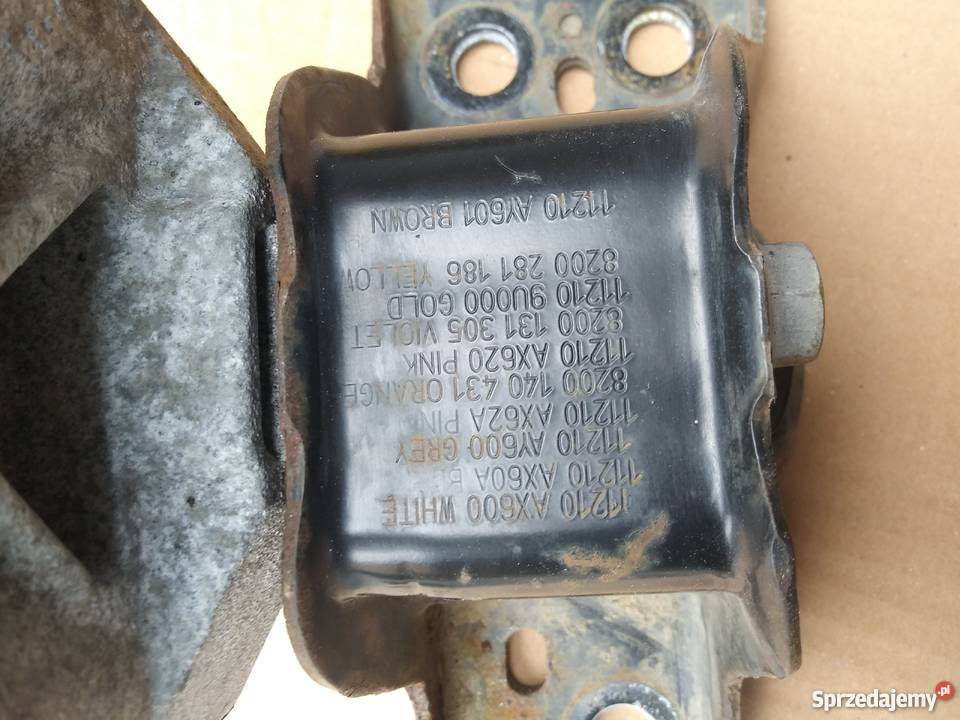 11210 AX600 WHITE
11210 AX60A
11210 AY600 GREY
11210 AX62A
8200 140 431 ORANGE
11210 AX620 PINK
8200 131 305 VIOLET
11210 9U000 GOLD
8200 281 186 YELLOW
11210 AY601 BROWN
Sprzedajemy.pl